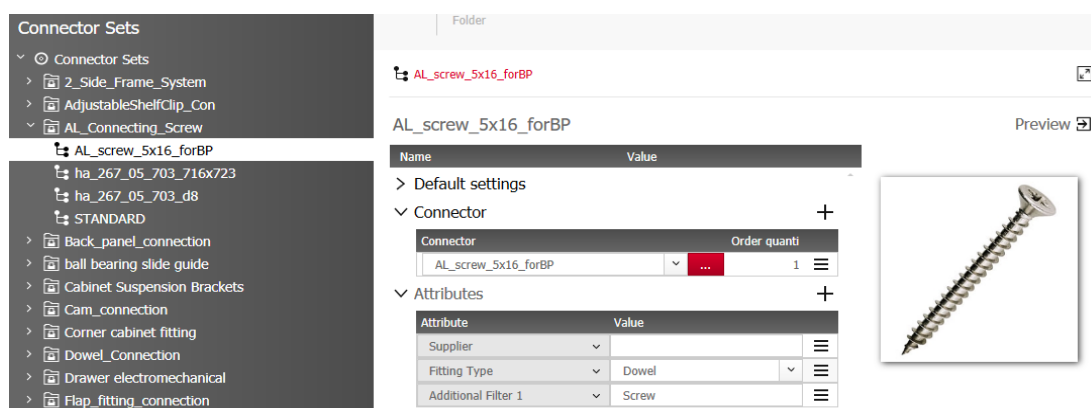 Connector Sets
Connector Sets
2_Side_Frame_System
AdjustableShelfClip_Con
AL_Connecting_Screw
AL_screw_5x16_forBP
ha_267_05_703_716x723
ha_267_05_703_d8
STANDARD
Back_panel_connection
ball bearing slide guide
Cabinet Suspension Brackets
Cam_connection
Corner cabinet fitting
Dowel_Connection
Drawer electromechanical
Flap_fitting_connection
Folder
AL_screw_5x16_forBP
AL_screw_5x16_forBP
Preview
Name Value
Default settings
Connector
Connector Order quanti
AL_screw_5x16_forBP ... 1
Attributes
Attribute Value
Supplier
Fitting Type Dowel
Additional Filter 1 Screw